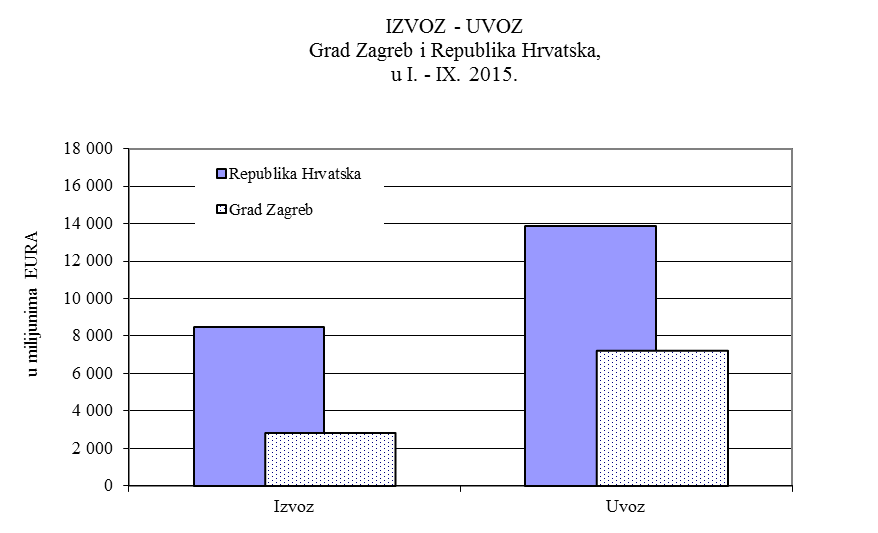 IZVOZ - UVOZ
Grad Zagreb i Republika Hrvatska,
u I. - IX. 2015.
18 000
16 000
14 000
12 000
10 000
8 000
6 000
4 000
2 000
0
u milijunima EURA
Republika Hrvatska
Grad Zagreb
Izvoz
Uvoz